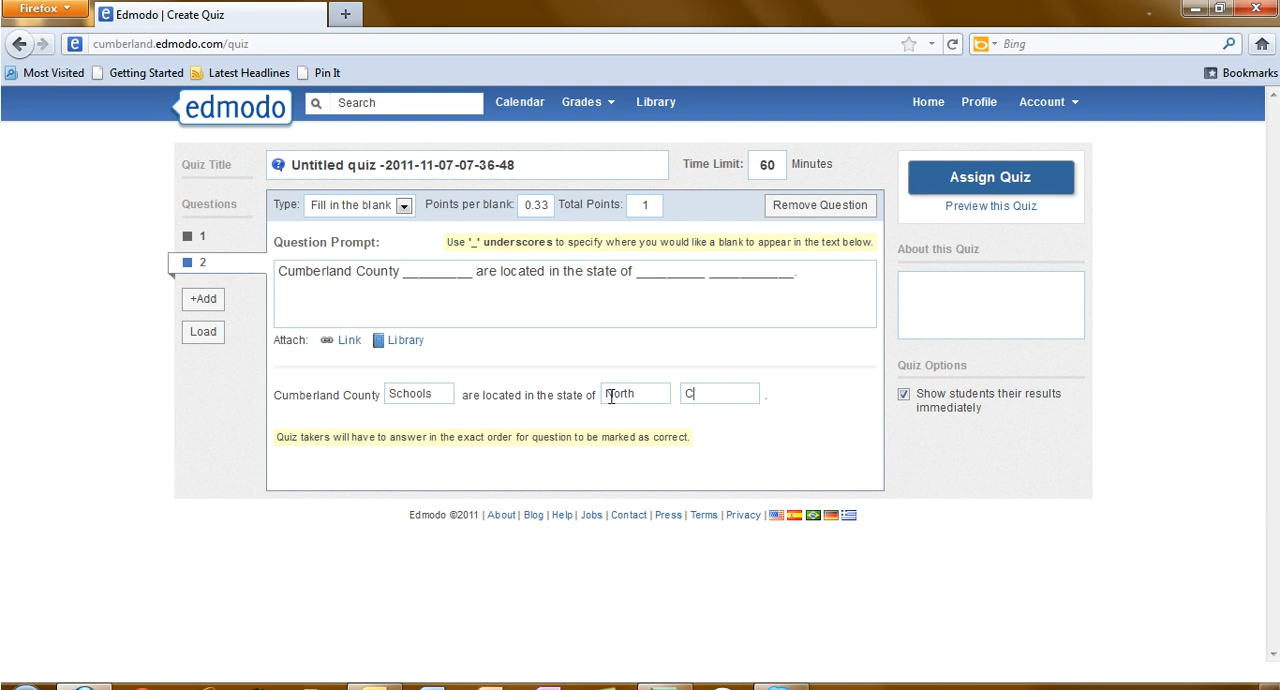 Firefox
Edmodo | Create Quiz
+
cumberland.edmodo.com/quiz
Bing
Most Visited Getting Started Latest Headlines Pin It Bookmarks
edmodo Search Calendar Grades Library Home Profile Account
Quiz Title Untitled quiz -2011-11-07-07-36-48 Time Limit: 60 Minutes
Assign Quiz
Preview this Quiz
Questions Type: Fill in the blank Points per blank: 0.33 Total Points: 1 Remove Question
1
2
+Add
Load
Question Prompt: Use '_' underscores to specify where you would like a blank to appear in the text below.
Cumberland County _________ are located in the state of _________ ___________.
Attach: Link Library
Cumberland County Schools are located in the state of North C .
Quiz takers will have to answer in the exact order for question to be marked as correct.
About this Quiz
Quiz Options
Show students their results
immediately
Edmodo ©2011 | About | Blog | Help | Jobs | Contact | Press | Terms | Privacy |